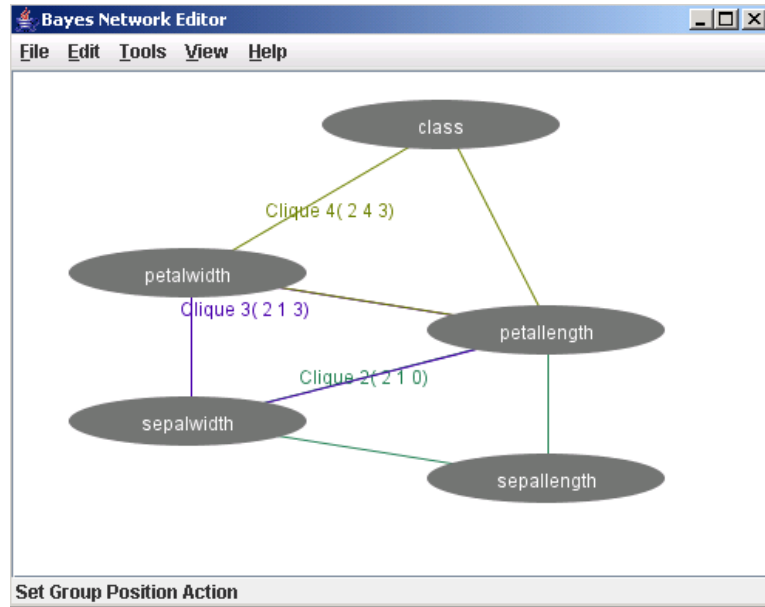 Bayes Network Editor
File Edit Tools View Help
class
Clique 4( 2 4 3)
petalwidth
Clique 3( 2 1 3)
petallength
Clique 2( 2 1 0)
sepalwidth
sepallength
Set Group Position Action